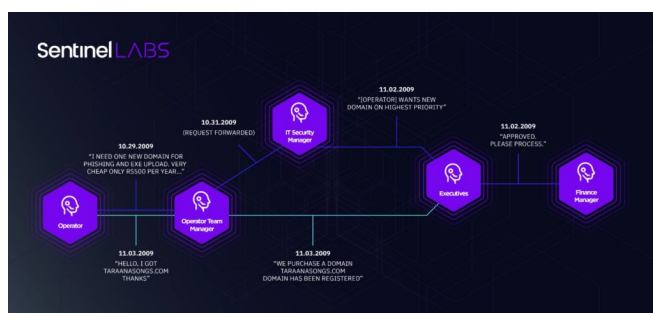 SentinelLABS
11.02.2009
"[OPERATOR] WANTS NEW
DOMAIN ON HIGHEST PRIORITY"
10.31.2009
(REQUEST FORWARDED)
IT Security
Manager
11.02.2009
"APPROVED.
PLEASE PROCESS."
10.29.2009
"I NEED ONE NEW DOMAIN FOR
PHISHING AND EXE UPLOAD. VERY
CHEAP ONLY RS500 PER YEAR..."
Operator
Operator Team
Manager
Executives
Finance
Manager
11.03.2009
"HELLO, I GOT
TARAANASONGS.COM
THANKS"
11.03.2009
"WE PURCHASE A DOMAIN
TARAANASONGS.COM
DOMAIN HAS BEEN REGISTERED"